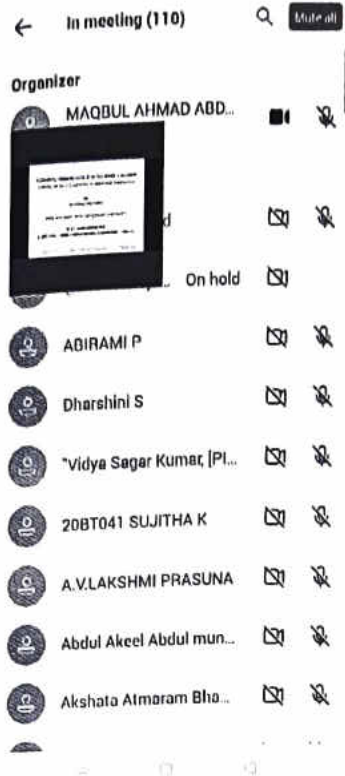 In meeting (110)
Mute all
Organizer
MAQBUL AHMAD ABD...
d
... On hold
ABIRAMI P
Dharshini S
"Vidya Sagar Kumar, [Pl...
20BT041 SUJITHA K
A.V.LAKSHMI PRASUNA
Abdul Akeel Abdul mun...
Akshata Atmaram Bha...